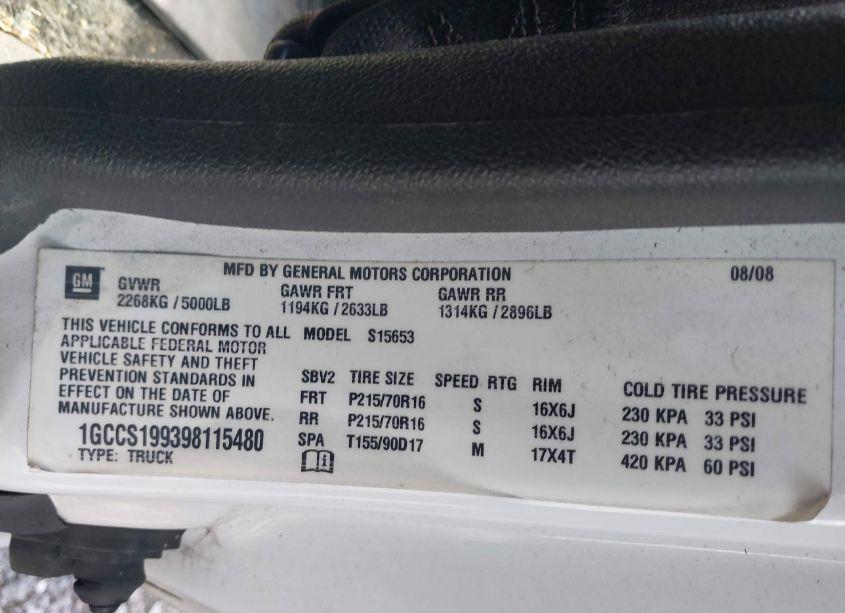 MFD BY GENERAL MOTORS CORPORATION 08/08
GM GVWR GAWR FRT GAWR RR
2268KG / 5000LB 1194KG / 2633LB 1314KG / 2896LB
THIS VEHICLE CONFORMS TO ALL MODEL S15653
APPLICABLE FEDERAL MOTOR
VEHICLE SAFETY AND THEFT
PREVENTION STANDARDS IN
EFFECT ON THE DATE OF
MANUFACTURE SHOWN ABOVE.
1GCCS199398115480
TYPE: TRUCK
SBV2 TIRE SIZE SPEED RTG RIM COLD TIRE PRESSURE
FRT P215/70R16 S 16X6J 230 KPA 33 PSI
RR P215/70R16 S 16X6J 230 KPA 33 PSI
SPA T155/90D17 M 17X4T 420 KPA 60 PSI